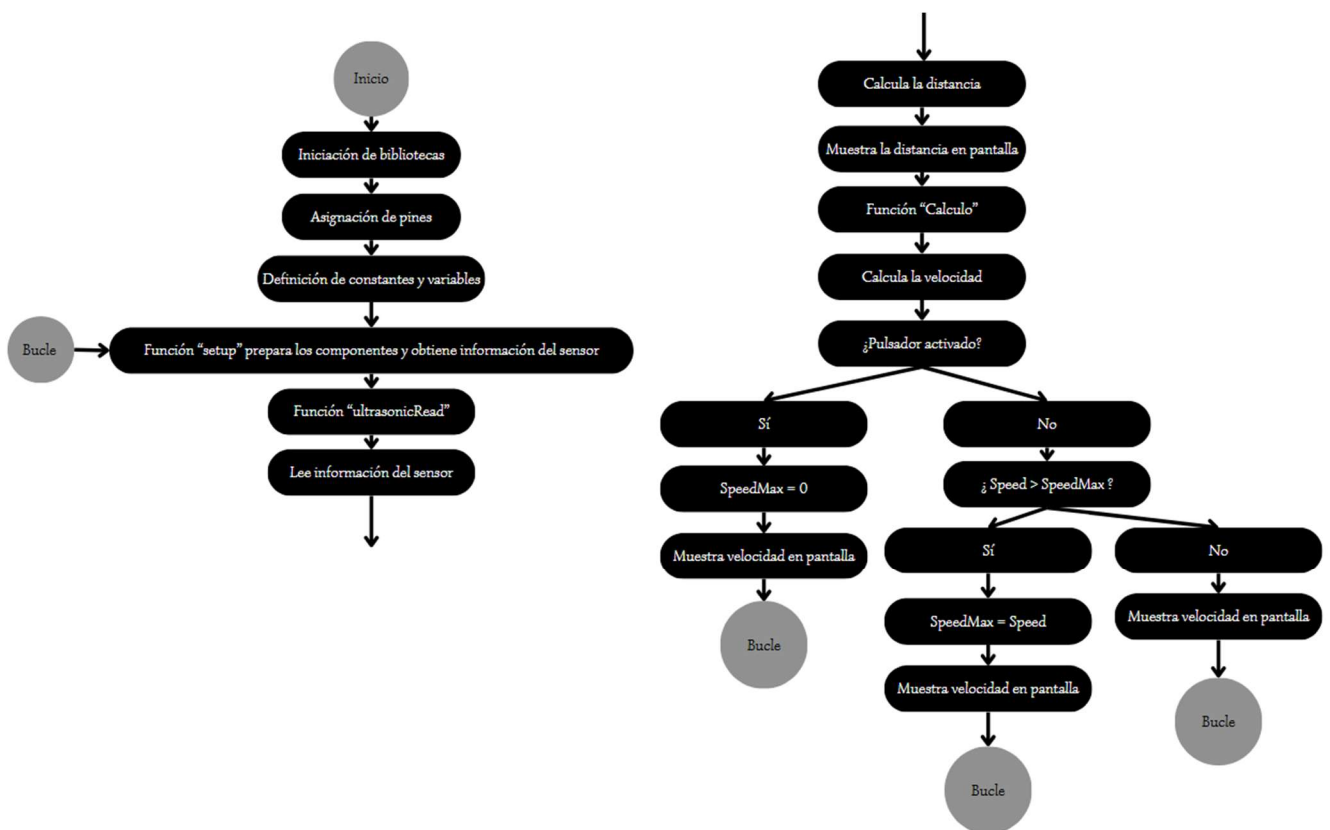 Inicio
Iniciación de bibliotecas
Asignación de pines
Definición de constantes y variables
Bucle
Función “setup” prepara los componentes y obtiene información del sensor
Función “ultrasonicRead”
Lee información del sensor
Calcula la distancia
Muestra la distancia en pantalla
Función “Calculo”
Calcula la velocidad
¿Pulsador activado?
Sí
No
SpeedMax = 0
¿ Speed > SpeedMax ?
Muestra velocidad en pantalla
Sí
No
Bucle
SpeedMax = Speed
Muestra velocidad en pantalla
Muestra velocidad en pantalla
Bucle
Bucle